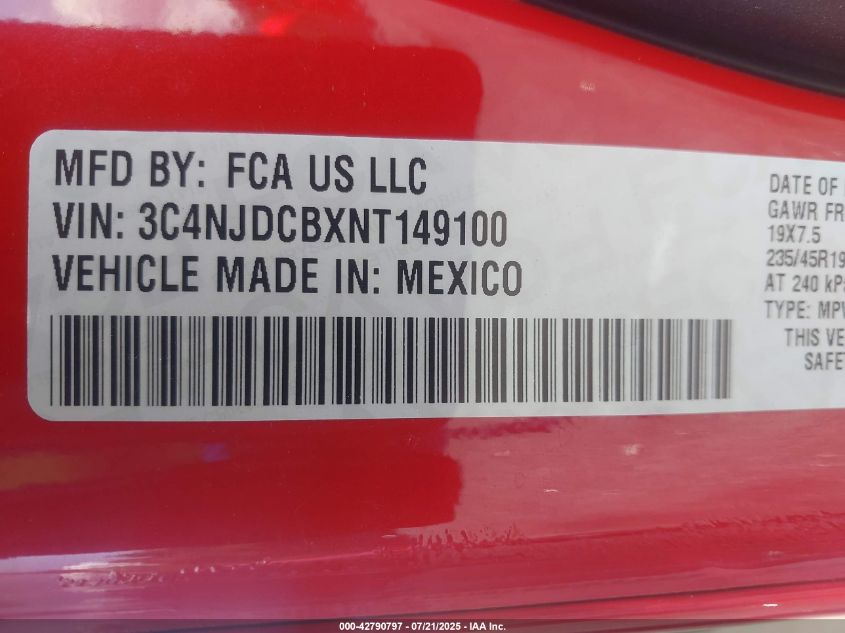 MFD BY: FCA US LLC
VIN: 3C4NJDCBXNT149100
VEHICLE MADE IN: MEXICO
DATE OF
GAWR FR
19X7.5
235/45R19
AT 240 kPa
TYPE: MPV
THIS VE
SAFET
000-42790797 - 07/21/2025 - IAA Inc.